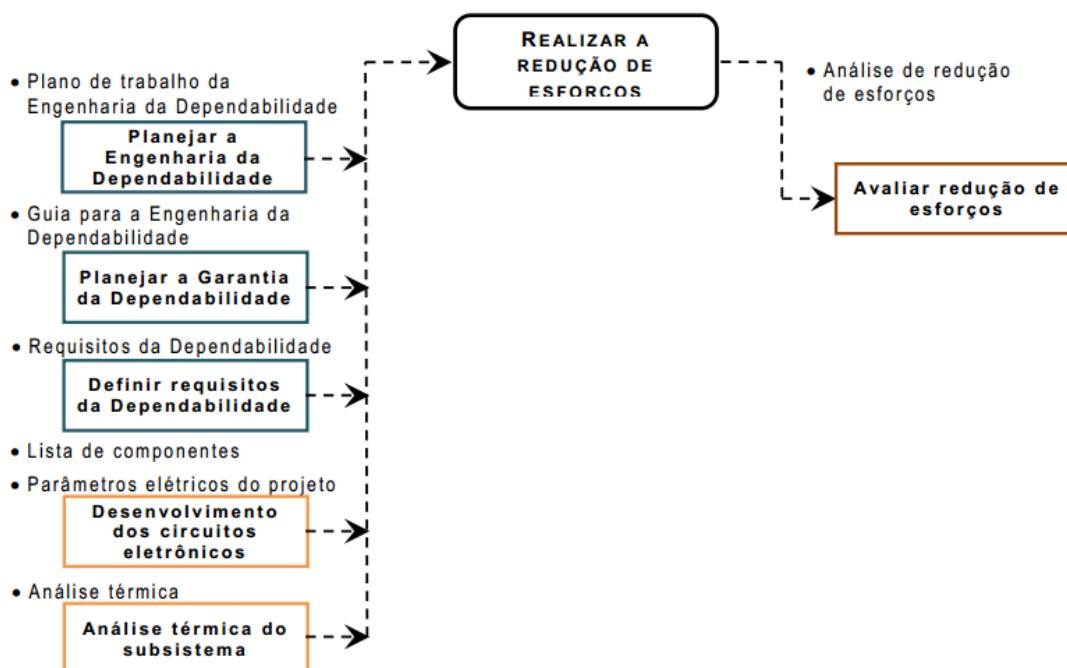 REALIZAR A
REDUÇÃO DE
ESFORÇOS
• Plano de trabalho da
Engenharia da Dependabilidade
Planejar a
Engenharia da
Dependabilidade
• Guia para a Engenharia da
Dependabilidade
Planejar a Garantia
da Dependabilidade
• Requisitos da Dependabilidade
Definir requisitos
da Dependabilidade
• Lista de componentes
• Parâmetros elétricos do projeto
Desenvolvimento
dos circuitos
eletrônicos
• Análise térmica
Análise térmica do
subsistema
• Análise de redução
de esforços
Avaliar redução de
esforços